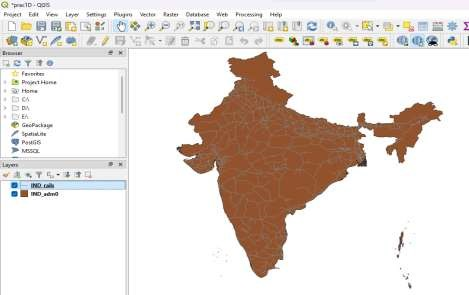 *prac1D - QGIS
Project Edit View Layer Settings Plugins Vector Raster Database Web Processing Help
Browser
Favorites
Project Home
Home
C:\
D:\
E:\
GeoPackage
SpatiaLite
PostGIS
MSSQL
Layers
IND_rails
IND_adm0